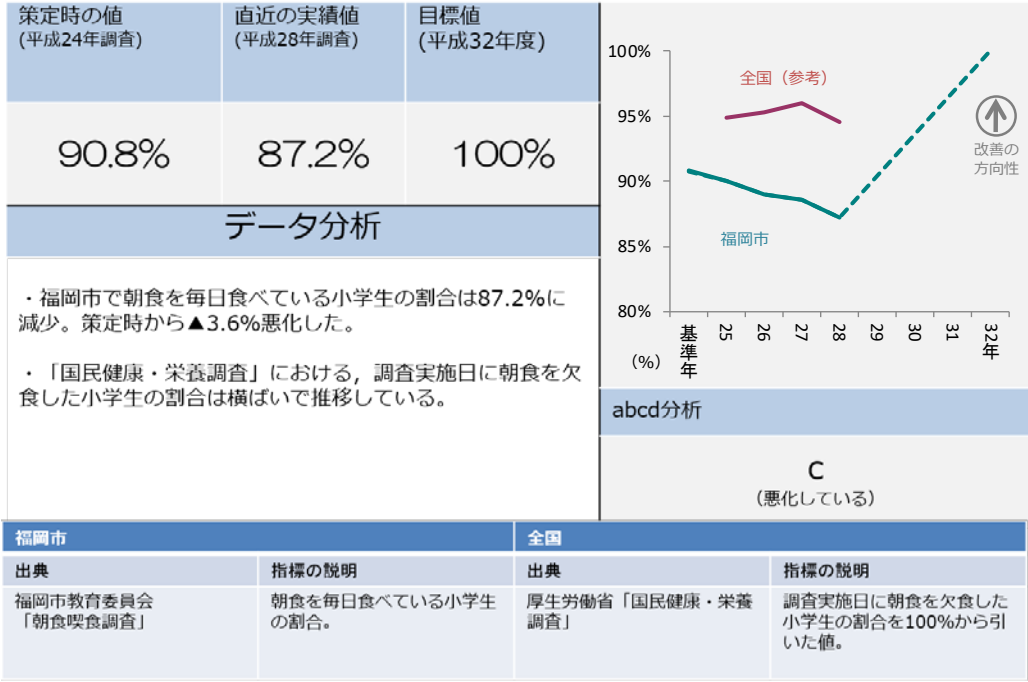 策定時の値
(平成24年調査)
直近の実績値
(平成28年調査)
目標値
(平成32年度)
90.8%
87.2%
100%
データ分析
・福岡市で朝食を毎日食べている小学生の割合は87.2%に
減少。策定時から▲3.6%悪化した。
・「国民健康・栄養調査」における，調査実施日に朝食を欠
食した小学生の割合は横ばいで推移している。
100%
95%
90%
85%
80%
全国（参考）
福岡市
改善の
方向性
(%)
基準年
25
26
27
28
29
30
31
32年
abcd分析
c
（悪化している）
福岡市
全国
出典
指標の説明
出典
指標の説明
福岡市教育委員会
「朝食喫食調査」
朝食を毎日食べている小学生
の割合。
厚生労働省「国民健康・栄養
調査」
調査実施日に朝食を欠食した
小学生の割合を100%から引
いた値。